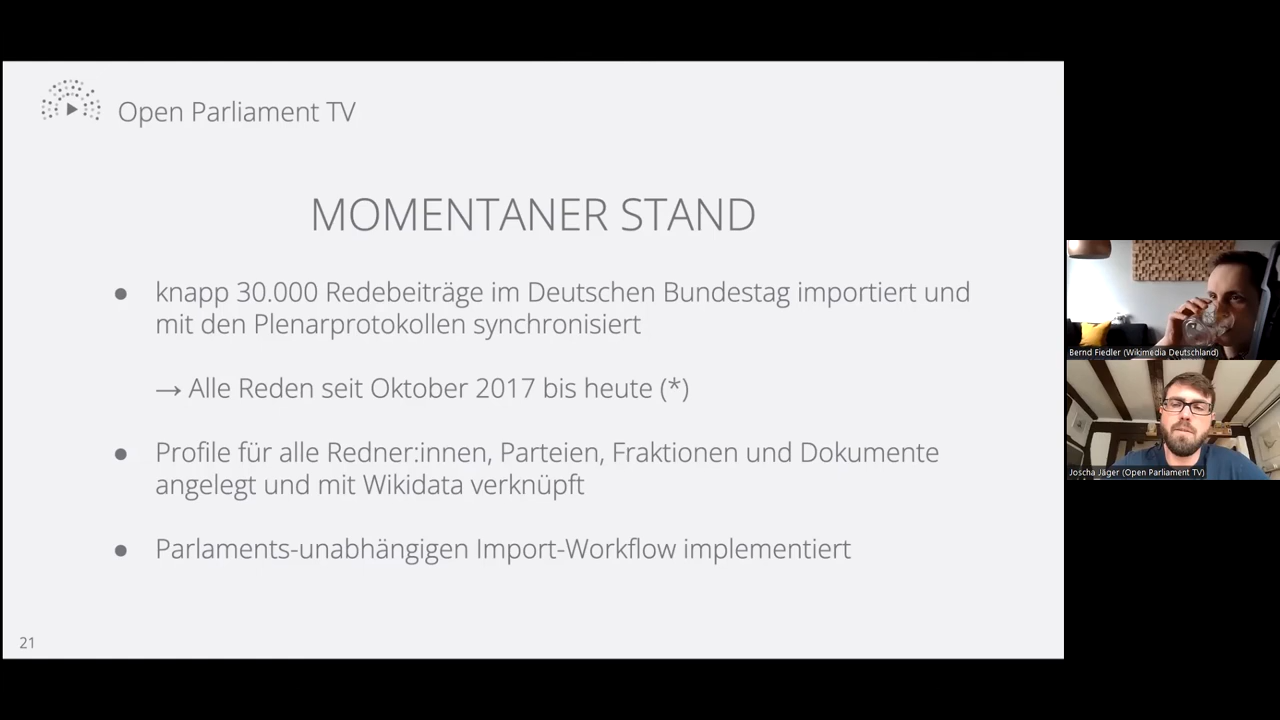 Open Parliament TV
MOMENTANER STAND
● knapp 30.000 Redebeiträge im Deutschen Bundestag importiert und
mit den Plenarprotokollen synchronisiert
→ Alle Reden seit Oktober 2017 bis heute (*)
● Profile für alle Redner:innen, Parteien, Fraktionen und Dokumente
angelegt und mit Wikidata verknüpft
● Parlaments-unabhängigen Import-Workflow implementiert
21
Bernd Fiedler (Wikimedia Deutschland)
Joscha Jäger (Open Parliament TV)